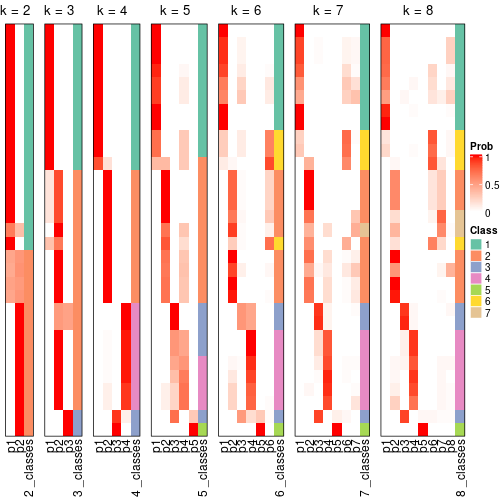 k = 2
k = 3
k = 4
k = 5
k = 6
k = 7
k = 8
p1
p2
2_classes
p1
p2
p3
3_classes
p1
p2
p3
p4
4_classes
p1
p2
p3
p4
p5
5_classes
p1
p2
p3
p4
p5
p6
6_classes
p1
p2
p3
p4
p5
p6
p7
7_classes
p1
p2
p3
p4
p5
p6
p7
p8
8_classes
Prob
1
0.5
0
Class
1
2
3
4
5
6
7